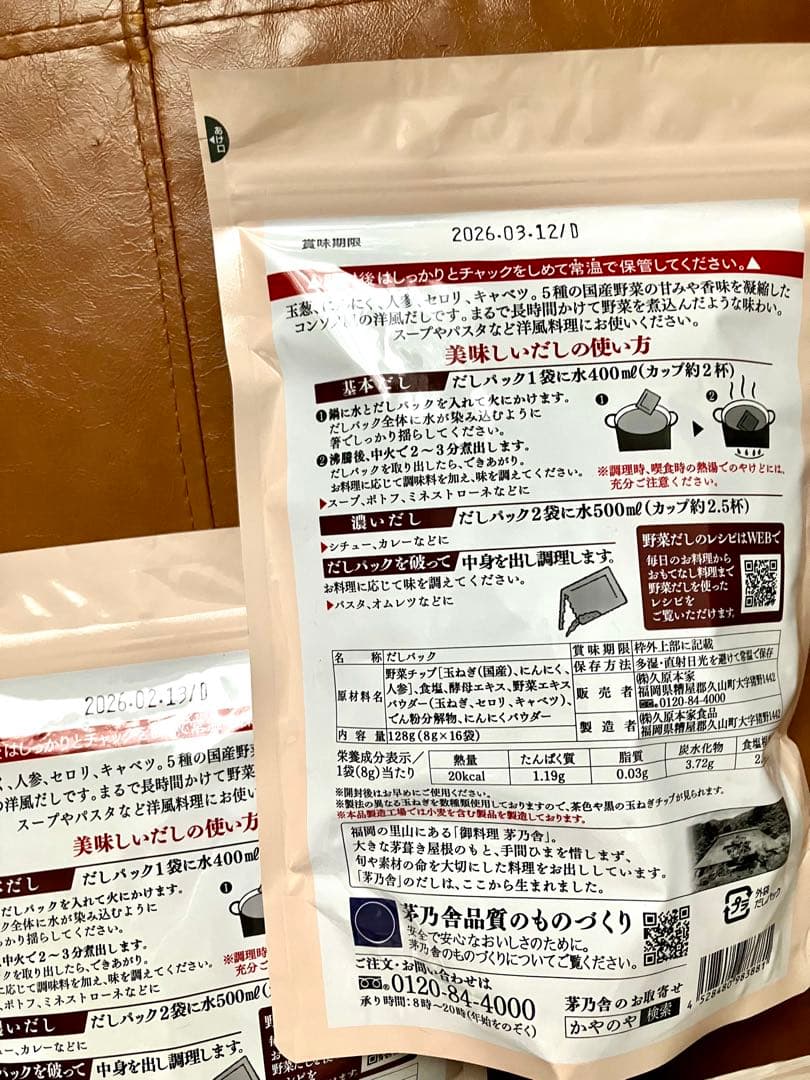 あけ口
賞味期限 2026.03.12/D
後はしっかりとチャックをしめて常温で保管してください。▲
玉葱、にんにく、人参、セロリ、キャベツ。5種の国産野菜の甘みや香味を凝縮した
コンソメ風の洋風だしです。まるで長時間かけて野菜を煮込んだような味わい。
スープやパスタなど洋風料理にお使いください。
美味しいだしの使い方
基本だし だしパック1袋に水400㎖(カップ約2杯)
❶鍋に水とだしパックを入れて火にかけます。
だしパック全体に水が染み込むように
箸でしっかり揺らしてください。
❷沸騰後、中火で2〜3分煮出します。
だしパックを取り出したら、できあがり。
お料理に応じて調味料を加え、味を調えてください。
▶スープ、ポトフ、ミネストローネなどに
❶ ▶ ❷
※調理時、喫食時の熱湯でのやけどには、
充分ご注意ください。
濃いだし だしパック2袋に水500㎖(カップ約2.5杯)
▶シチュー、カレーなどに
だしパックを破って 中身を出し調理します。
お料理に応じて味を調えてください。
▶パスタ、オムレツなどに
野菜だしのレシピはWEBで
毎日のお料理から
おもてなし料理まで
野菜だしを使った
レシピを
ご覧いただけます。
名称 だしパック
原材料名 野菜チップ[玉ねぎ(国産)、にんにく、
人参]、食塩、酵母エキス、野菜エキス
パウダー(玉ねぎ、セロリ、キャベツ)、
でん粉分解物、にんにくパウダー
内容量 128g(8g×16袋)
賞味期限 枠外上部に記載
保存方法 多湿・直射日光を避けて常温で保存
販売者 ㈱久原本家
福岡県糟屋郡久山町大字猪野1442
0120-84-4000
製造者 ㈱久原本家食品
福岡県糟屋郡久山町大字猪野1442
栄養成分表示/
1袋(8g)当たり
熱量 たんぱく質 脂質 炭水化物 食塩
20kcal 1.19g 0.03g 3.72g 2.
※開封後はお早めにご使用ください。
※製法の異なる玉ねぎを数種類使用しておりますので、茶色や黒の玉ねぎチップが見られます。
※本品製造工場では小麦を含む製品を製造しております。
福岡の里山にある「御料理 茅乃舎」。
大きな茅葺き屋根のもと、手間ひまを惜しまず、
旬や素材の命を大切にした料理をお出ししています。
「茅乃舎」のだしは、ここから生まれました。
茅乃舎品質のものづくり
安全で安心なおいしさのために。
茅乃舎のものづくりについてご覧ください。
プラ
外袋
だしパック
ご注文・お問い合わせは
0120-84-4000
承り時間:8時〜20時(年始をのぞく)
茅乃舎のお取寄せ
かやのや 検索
4528480983881
2026.02.13/D
はしっかりとチャックをし
、人参、セロリ、キャベツ。5種の国産野菜
の洋風だしです。まるで長時間かけて野菜
スープやパスタなど洋風料理にお使い
美味しいだしの使い方
だし だしパック1袋に水400㎖
だしパックを入れて火にかけます。
ク全体に水が染み込むように
っかり揺らしてください。
中火で2〜3分煮出します。
クを取り出したら、できあがり。
に応じて調味料を加え、味を調えてください。
ポトフ、ミネストローネなどに
❶
※調理時
充分ご
いだし だしパック2袋に水500㎖(
ー、カレーなどに
パックを破って 中身を出し調理します。
に応じて味を調えてください。
野
毎
おもて
野菜だしを